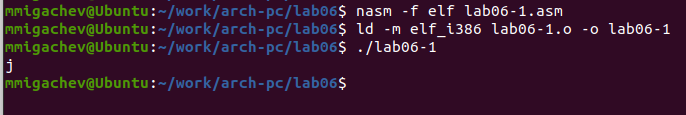 mmigachev@Ubuntu:~/work/arch-pc/lab06$ nasm -f elf lab06-1.asm
mmigachev@Ubuntu:~/work/arch-pc/lab06$ ld -m elf_i386 lab06-1.o -o lab06-1
mmigachev@Ubuntu:~/work/arch-pc/lab06$ ./lab06-1
j
mmigachev@Ubuntu:~/work/arch-pc/lab06$